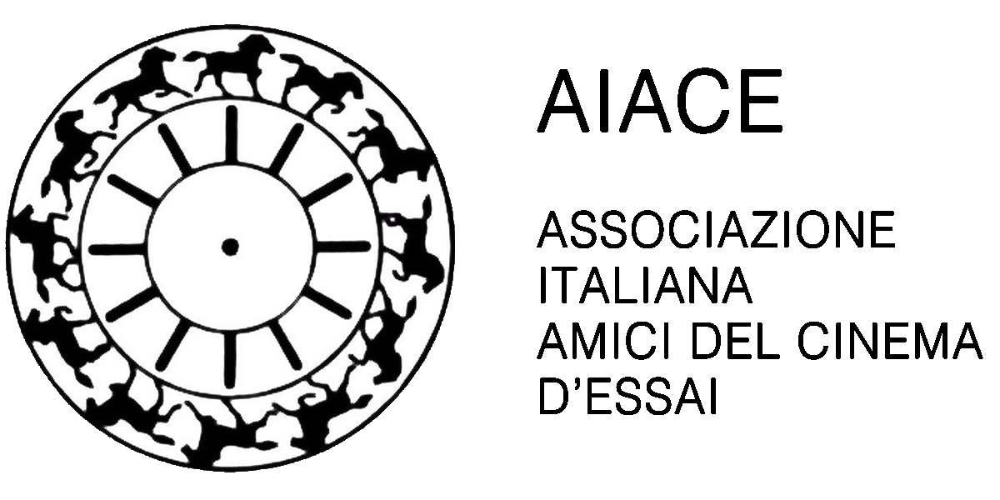 AIACE
ASSOCIAZIONE
ITALIANA
AMICI DEL CINEMA
D'ESSAI